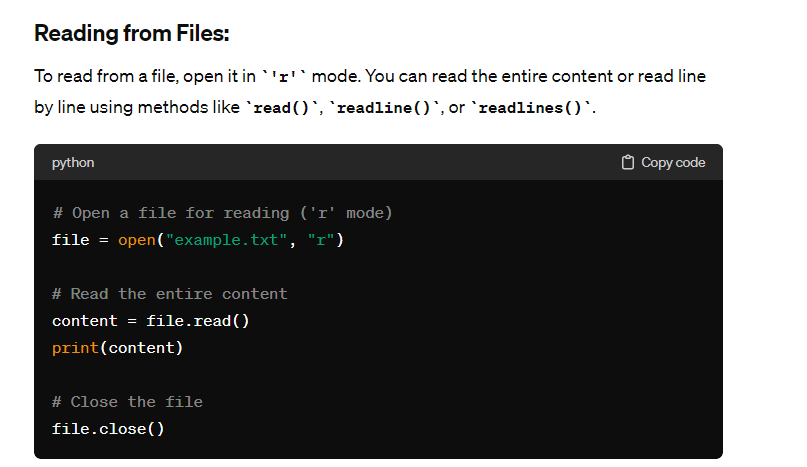 Reading from Files:
To read from a file, open it in `'r'` mode. You can read the entire content or read line
by line using methods like `read()`, `readline()`, or `readlines()`.
python
Copy code
# Open a file for reading ('r' mode)
file = open("example.txt", "r")
# Read the entire content
content = file.read()
print(content)
# Close the file
file.close()